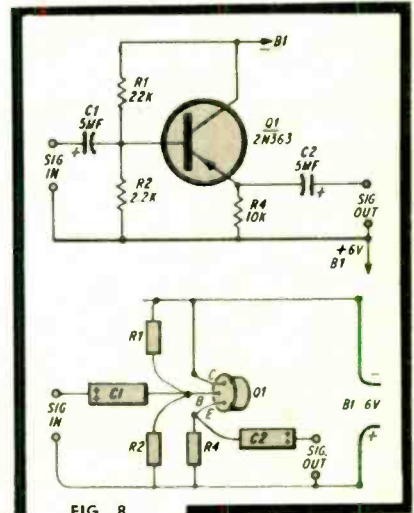 B1
−
R1
22K
C1
5MF
+
Q1
2N363
C2
5MF
+
SIG
IN
R2
2.2K
R4
10K
SIG
OUT
+6V
B1
R1
C
−
C1
B
Q1
B1 6V
SIG
IN
E
+
R2
R4
C2
SIG.
OUT
FIG. 8